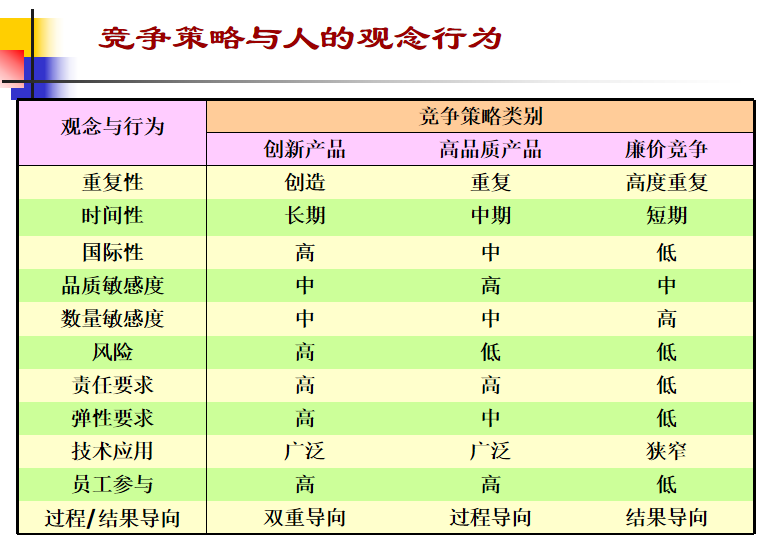 竞争策略与人的观念行为
观念与行为 竞争策略类别
创新产品 高品质产品 廉价竞争
重复性 创造 重复 高度重复
时间性 长期 中期 短期
国际性 高 中 低
品质敏感度 中 高 中
数量敏感度 中 中 高
风险 高 低 低
责任要求 高 高 低
弹性要求 高 中 低
技术应用 广泛 广泛 狭窄
员工参与 高 高 低
过程/结果导向 双重导向 过程导向 结果导向